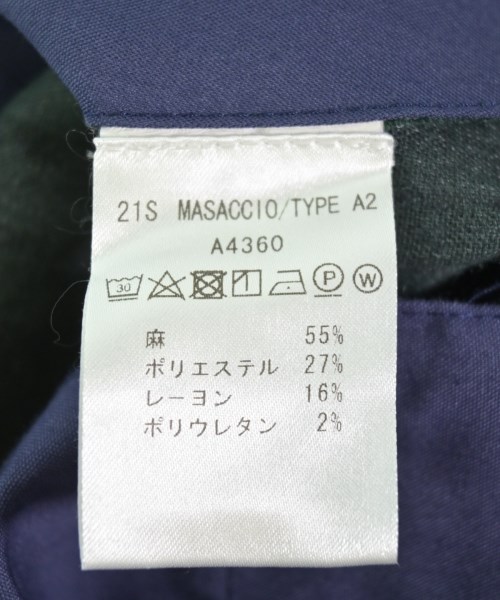 21S MASACCIO/TYPE A2
A4360
30 P W
麻 55%
ポリエステル 27%
レーヨン 16%
ポリウレタン 2%